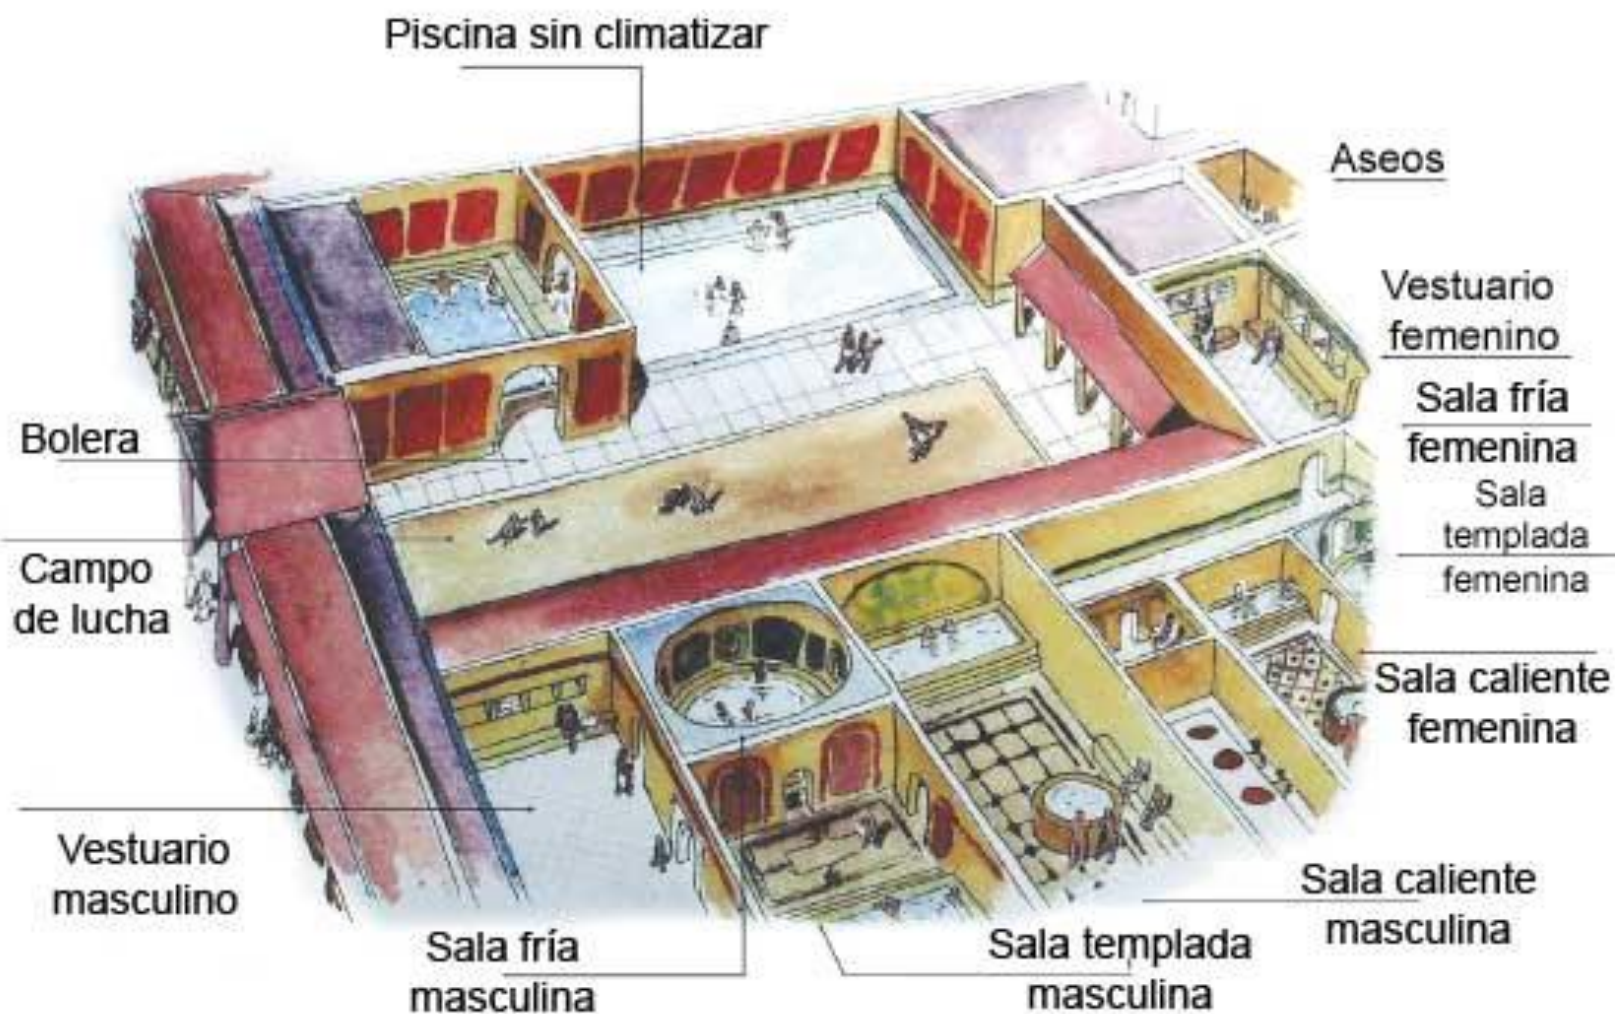 Piscina sin climatizar
Aseos
Vestuario
femenino
Sala fría
femenina
Sala
templada
femenina
Sala caliente
femenina
Bolera
Campo
de lucha
Vestuario
masculino
Sala fría
masculina
Sala templada
masculina
Sala caliente
masculina